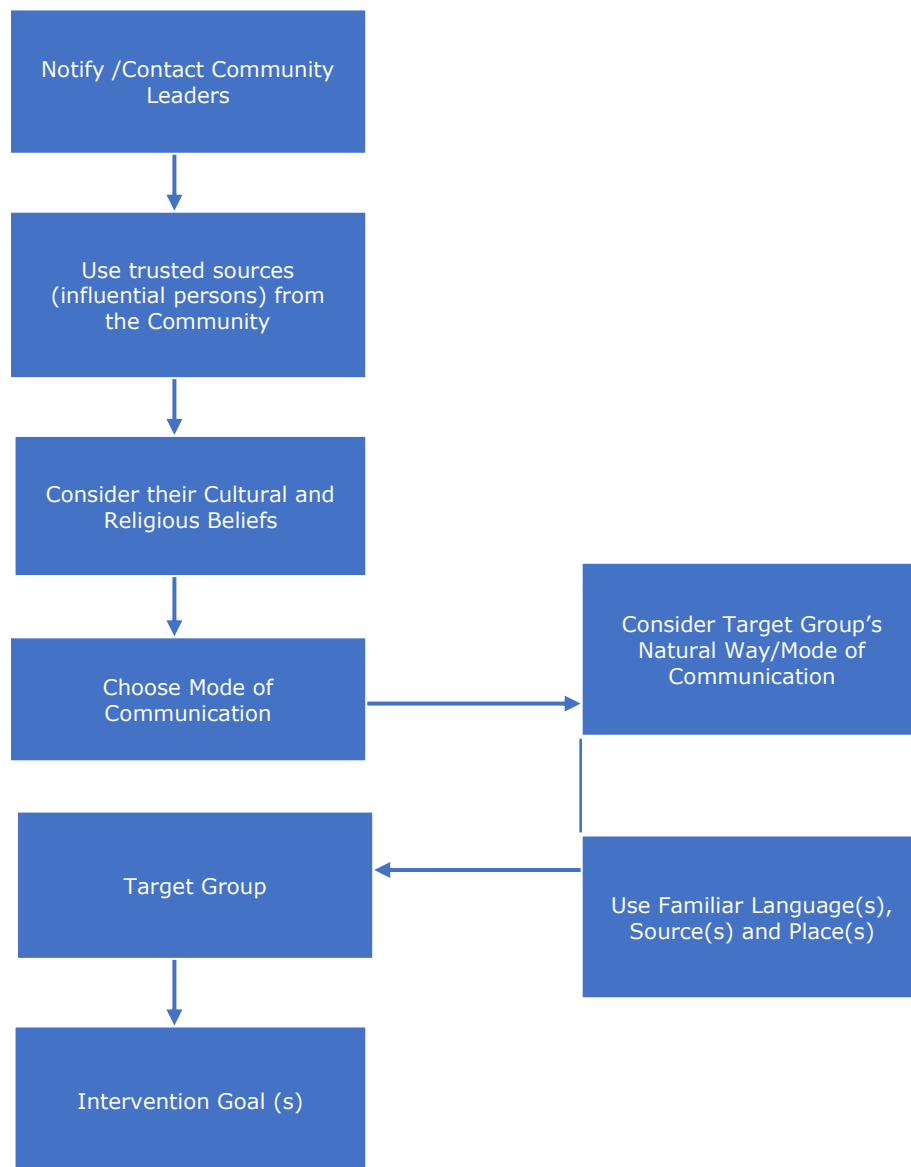 Notify /Contact Community
Leaders
Use trusted sources
(influential persons) from
the Community
Consider their Cultural and
Religious Beliefs
Choose Mode of
Communication
Consider Target Group’s
Natural Way/Mode of
Communication
Use Familiar Language(s),
Source(s) and Place(s)
Target Group
Intervention Goal (s)